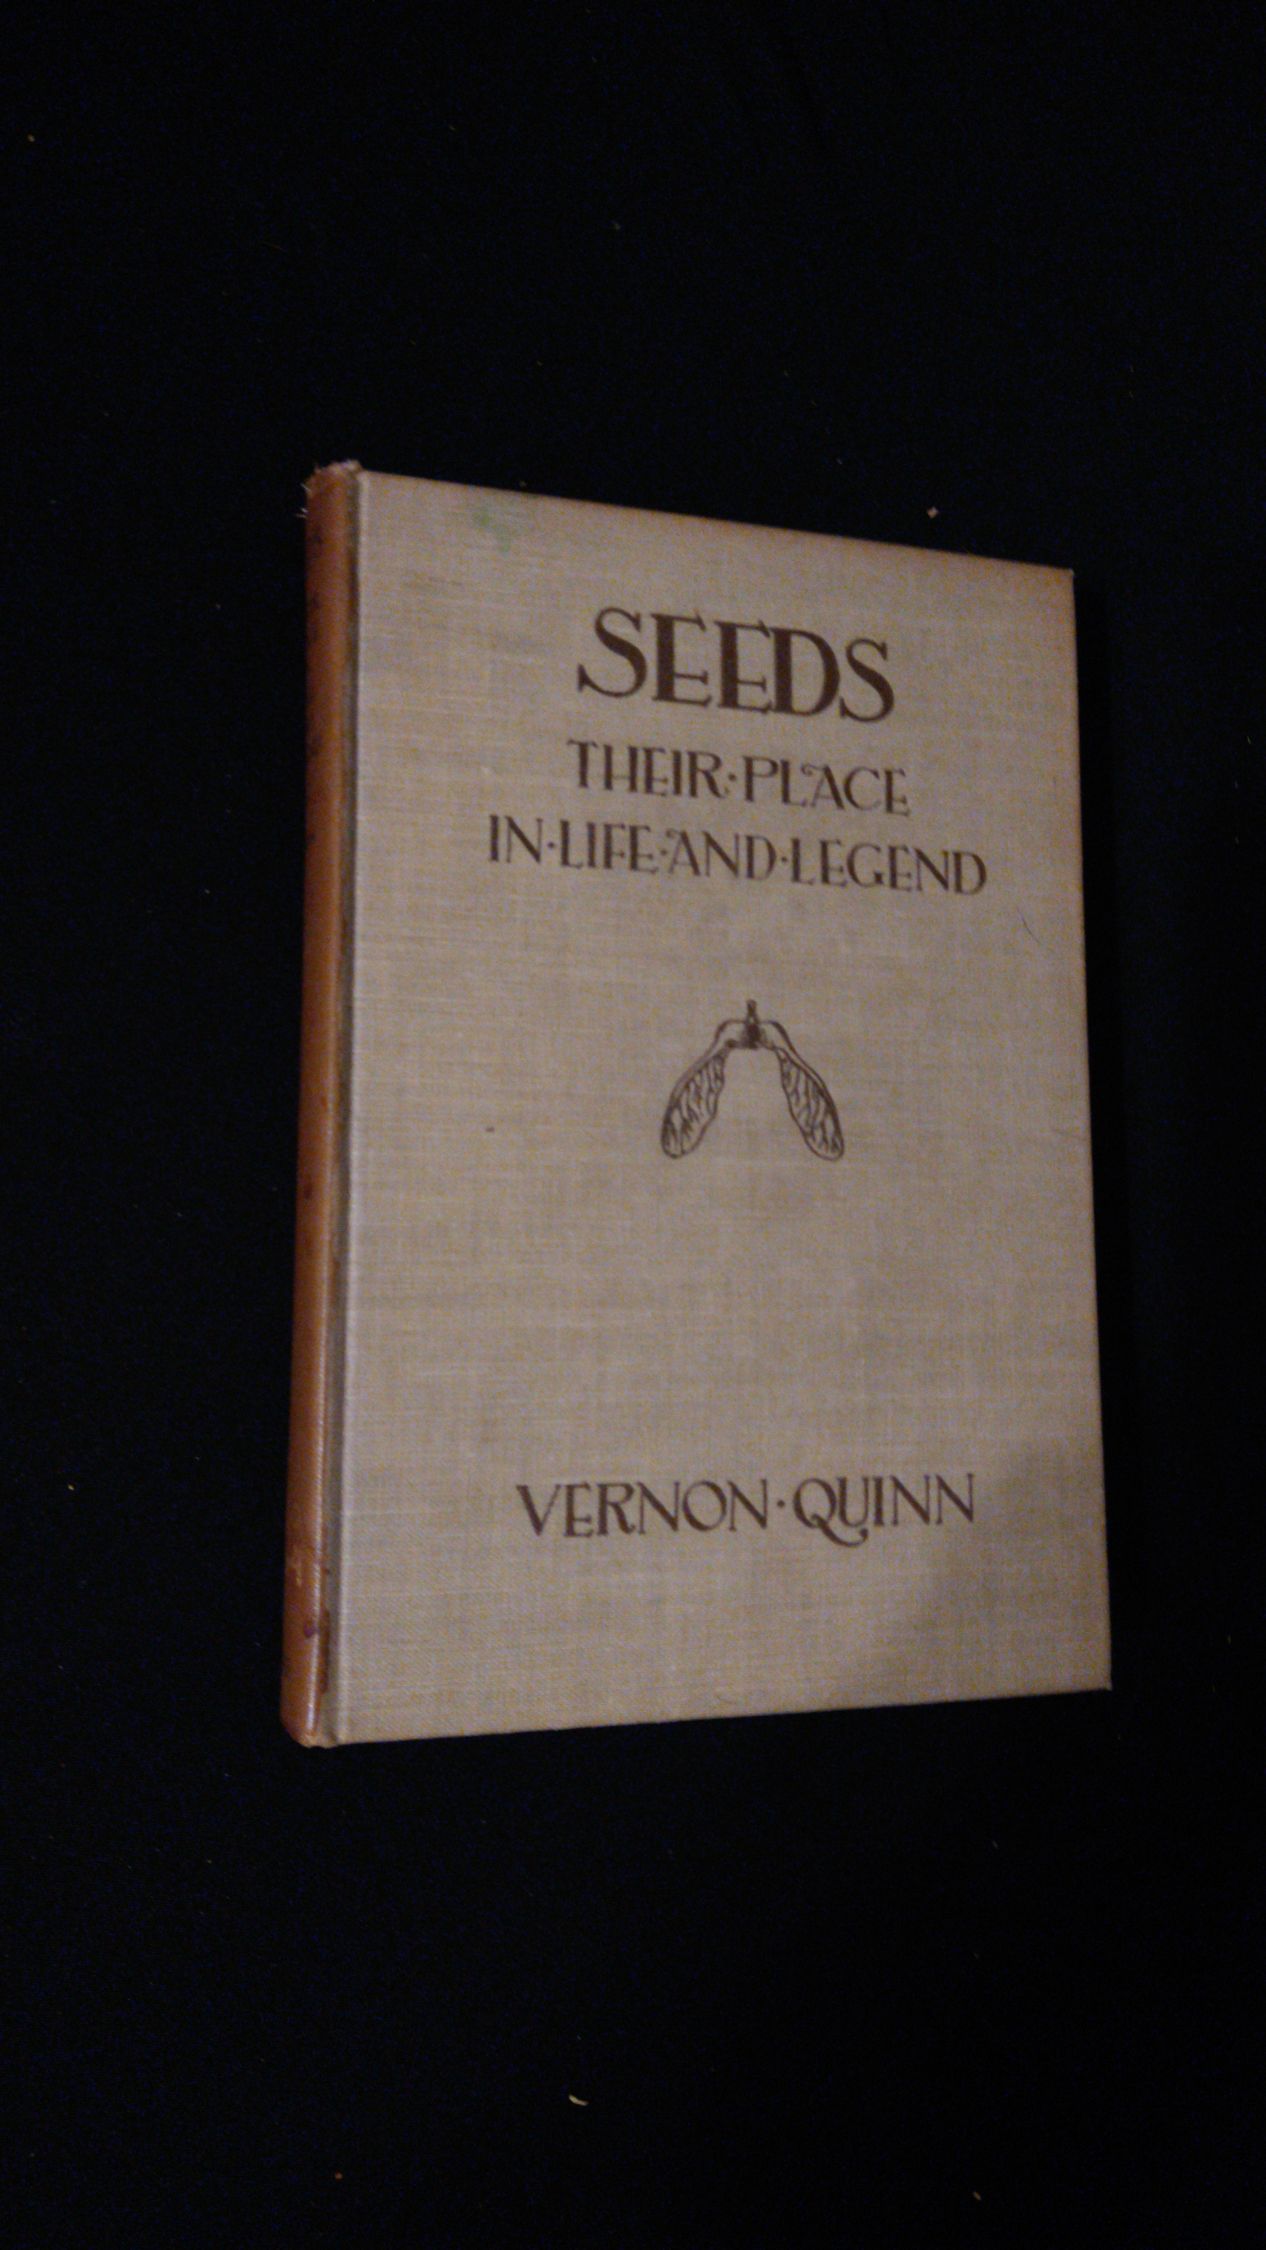 SEEDS
THEIR·PLACE
IN·LIFE·AND·LEGEND
VERNON·QUINN